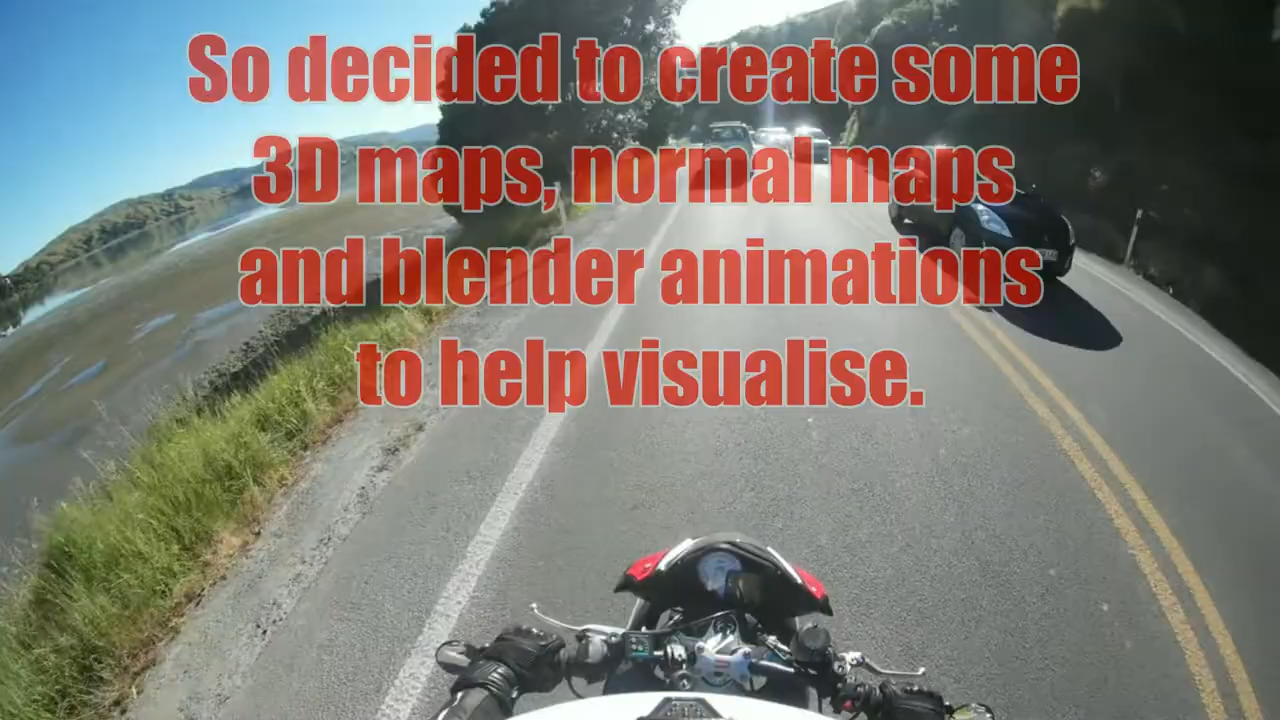 So decided to create some
3D maps, normal maps
and blender animations
to help visualise.